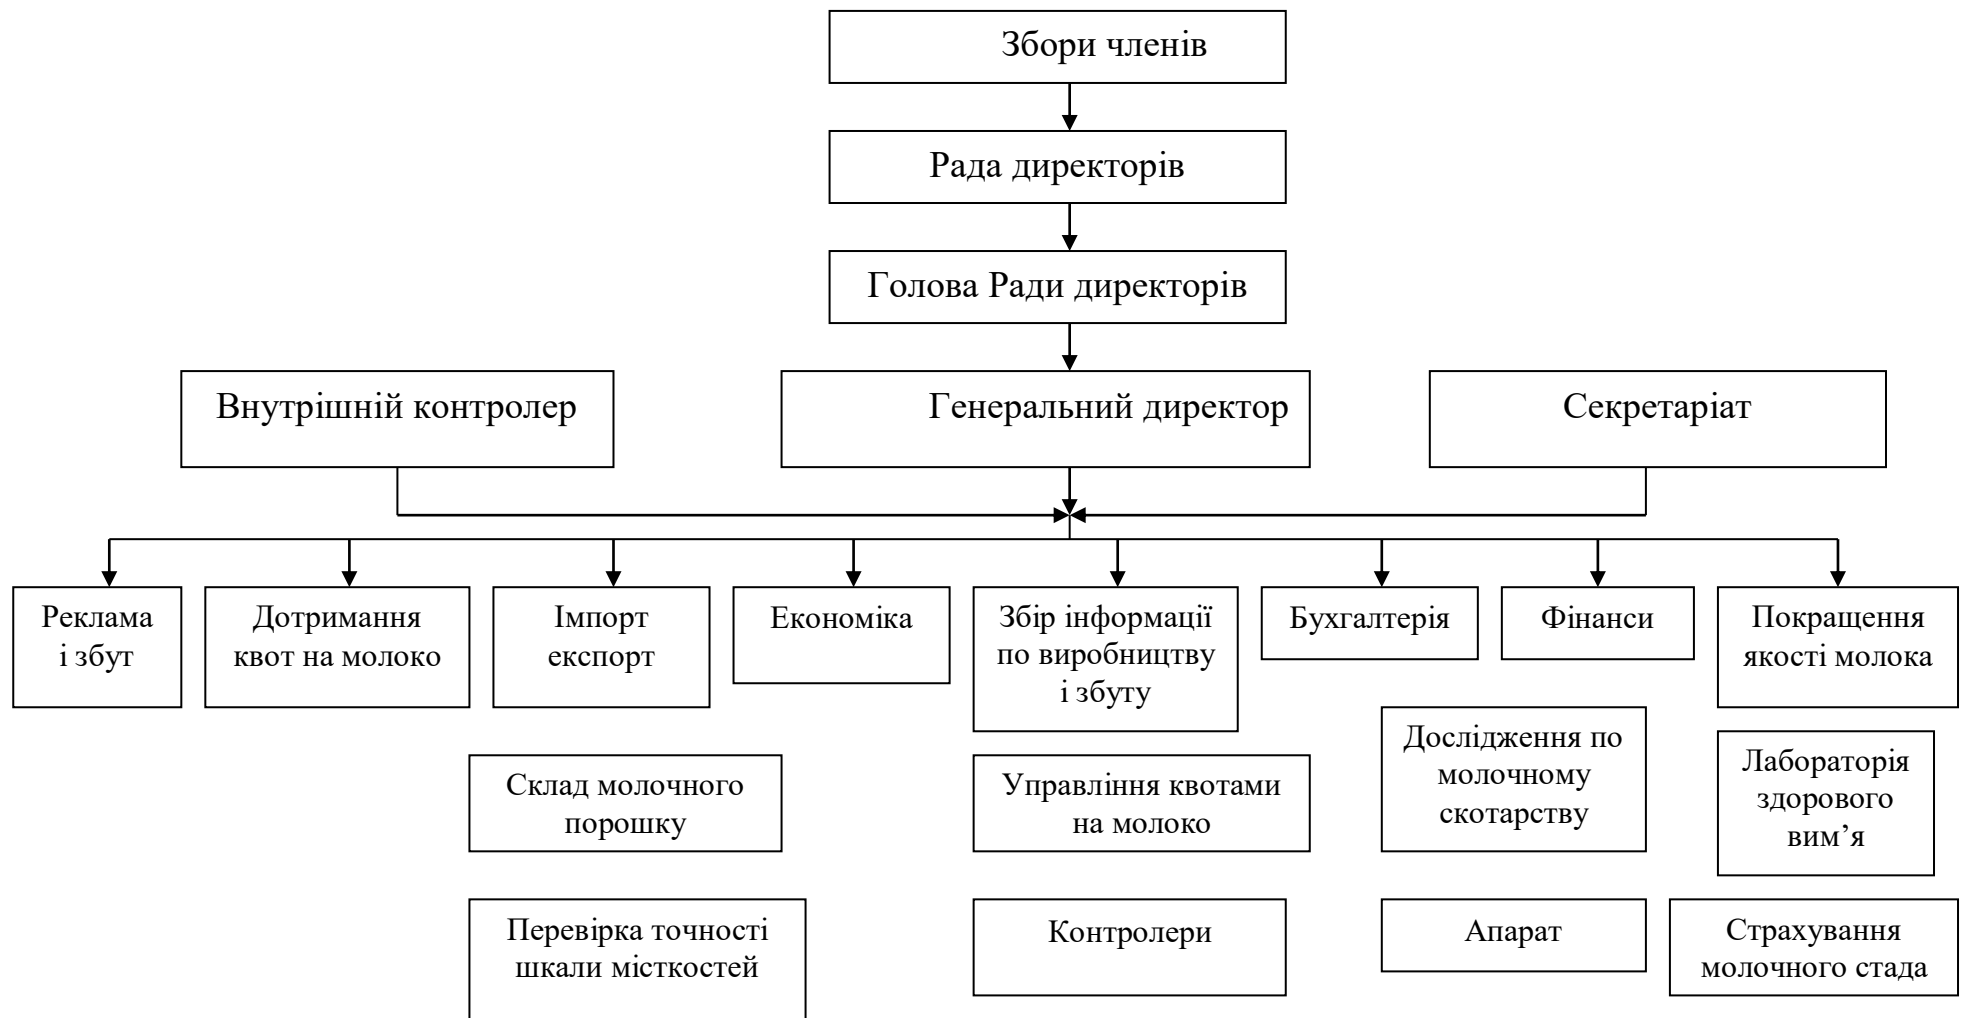 Збори членів
Рада директорів
Голова Ради директорів
Внутрішній контролер
Генеральний директор
Секретаріат
Реклама
і збут
Дотримання
квот на молоко
Імпорт
експорт
Економіка
Збір інформації
по виробництву
і збуту
Бухгалтерія
Фінанси
Покращення
якості молока
Склад молочного
порошку
Управління квотами
на молоко
Дослідження по
молочному
скотарству
Лабораторія
здорового
вим’я
Перевірка точності
шкали місткостей
Контролери
Апарат
Страхування
молочного стада